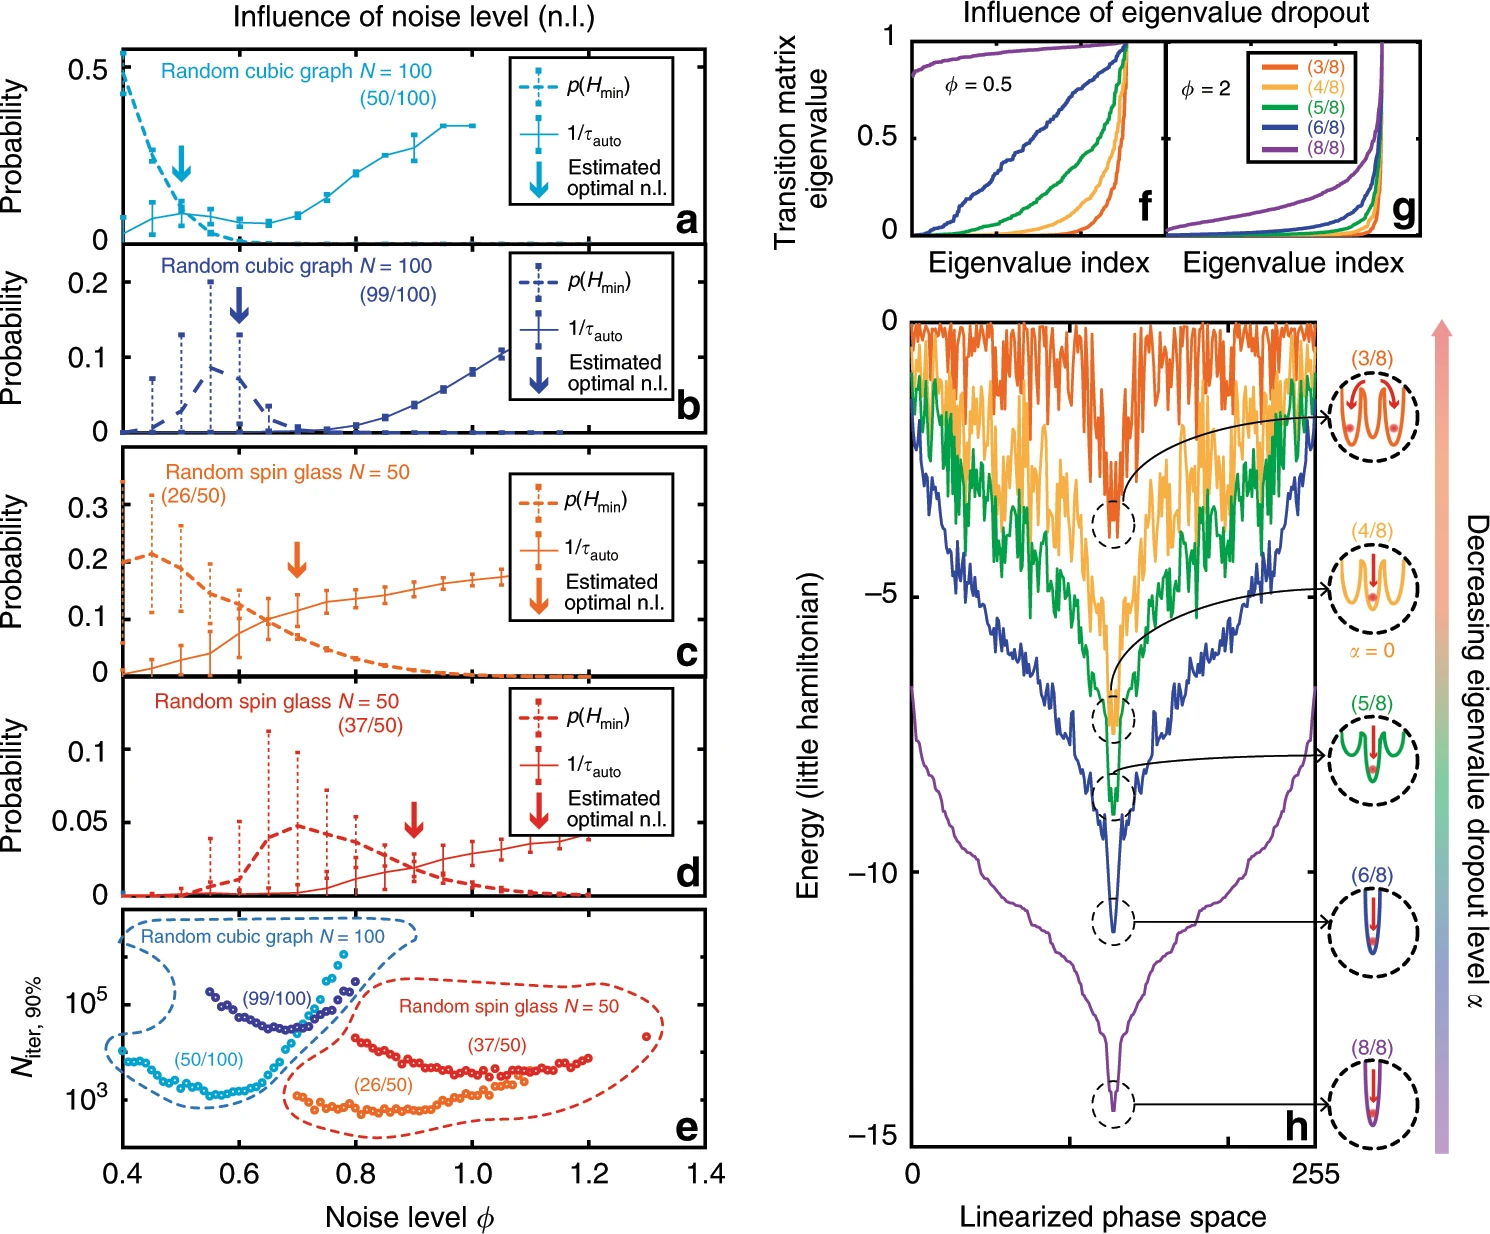 Influence of noise level (n.l.)
Probability
0.5
0
Random cubic graph N = 100
(50/100)
p(Hmin)
1/τauto
Estimated
optimal n.l.
a
Probability
0.2
0.1
0
Random cubic graph N = 100
(99/100)
p(Hmin)
1/τauto
Estimated
optimal n.l.
b
Probability
0.3
0.2
0.1
0
Random spin glass N = 50
(26/50)
p(Hmin)
1/τauto
Estimated
optimal n.l.
c
Probability
0.1
0.05
0
Random spin glass N = 50
(37/50)
p(Hmin)
1/τauto
Estimated
optimal n.l.
d
Niter, 90%
10^5
10^3
Random cubic graph N = 100
(99/100)
(50/100)
Random spin glass N = 50
(37/50)
(26/50)
e
0.4 0.6 0.8 1.0 1.2 1.4
Noise level ϕ
Influence of eigenvalue dropout
Transition matrix
eigenvalue
1
0.5
0
ϕ = 0.5
f
ϕ = 2
(3/8)
(4/8)
(5/8)
(6/8)
(8/8)
g
Eigenvalue index Eigenvalue index
Energy (little hamiltonian)
0
−5
−10
−15
h
0 255
Linearized phase space
(3/8)
(4/8)
α = 0
(5/8)
(6/8)
(8/8)
Decreasing eigenvalue dropout level α